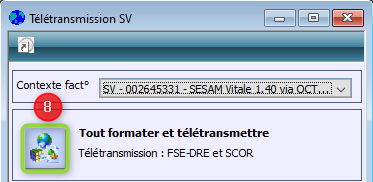 Télétransmission SV
Contexte fact° SV - 002645331 - SESAM Vitale 1.40 via OCT...
8
Tout formater et télétransmettre
Télétransmission : FSE-DRE et SCOR